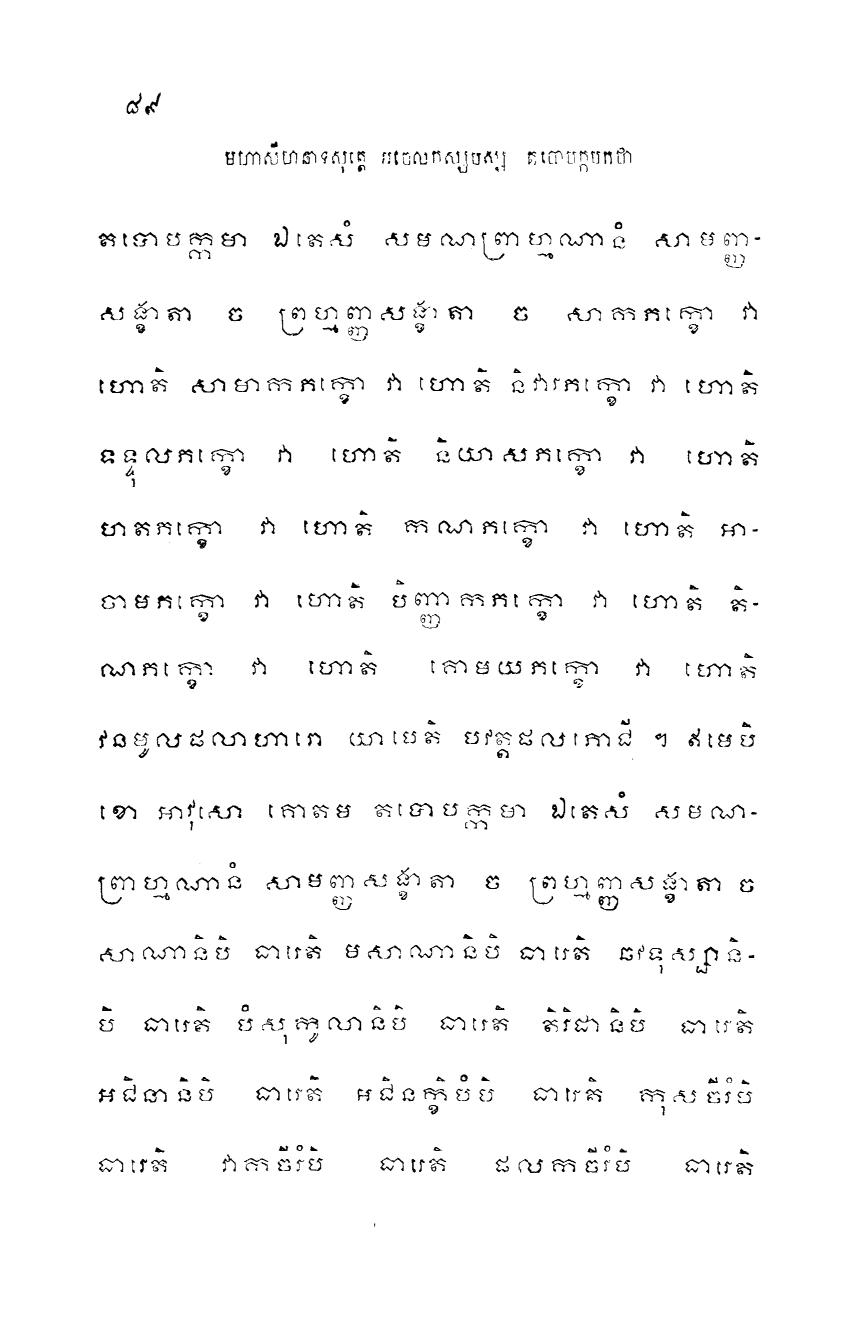 ៨៩
មហាសីហនាទសុត្តេ អចេលកស្សបស្ស តបោបក្កមកថា
តបោបក្កមា ឯតេសំ សមណព្រាហ្មណានំ សាមញ្ញ-
សង្ខាតា ច ព្រហ្មញ្ញសង្ខាតា ច សាកភក្ខោ វា
ហោតិ សាមាកភក្ខោ វា ហោតិ និវារភក្ខោ វា ហោតិ
ទទ្ទុលភក្ខោ វា ហោតិ និយាសភក្ខោ វា ហោតិ
ហតភក្ខោ វា ហោតិ កណភក្ខោ វា ហោតិ អា-
ចាមភក្ខោ វា ហោតិ បិញ្ញាកភក្ខោ វា ហោតិ តិ-
ណភក្ខោ វា ហោតិ គោមយភក្ខោ វា ហោតិ
វនមូលផលាហារោ យាបេតិ បវត្តផលភោជី ។ ឥមេបិ
ខោ អាវុសោ គោតម តបោបក្កមា ឯតេសំ សមណ-
ព្រាហ្មណានំ សាមញ្ញសង្ខាតា ច ព្រហ្មញ្ញសង្ខាតា ច
សាណានិបិ ធារេតិ មសាណានិបិ ធារេតិ ឆវទុស្សានិ-
បិ ធារេតិ បំសុកូលានិបិ ធារេតិ តិរិដានិបិ ធារេតិ
អជិនានិបិ ធារេតិ អជិនក្ខិបំបិ ធារេតិ កុសចីរំបិ
ធារេតិ វាកចីរំបិ ធារេតិ ផលកចីរំបិ ធារេតិ